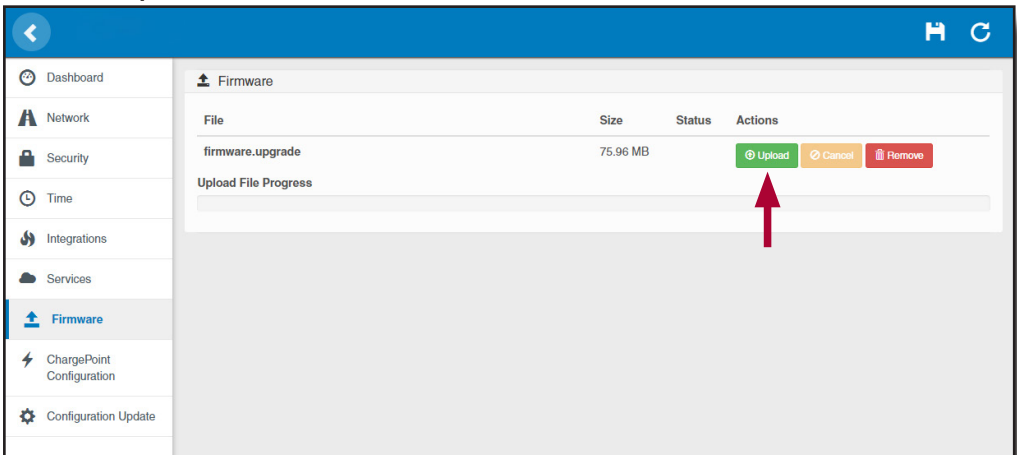 Dashboard
Network
Security
Time
Integrations
Services
Firmware
ChargePoint
Configuration
Configuration Update
Firmware
File Size Status Actions
firmware.upgrade 75.96 MB Upload Cancel Remove
Upload File Progress